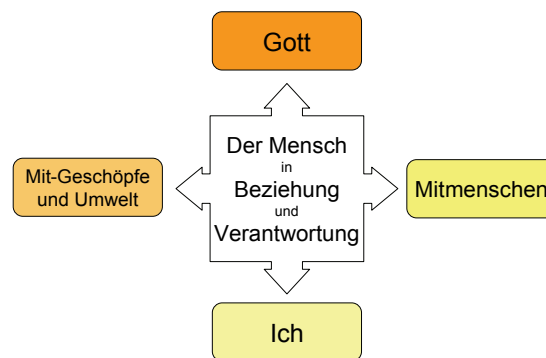 Gott
Der Mensch
in
Beziehung
und
Verantwortung
Mit-Geschöpfe
und Umwelt
Mitmenschen
Ich